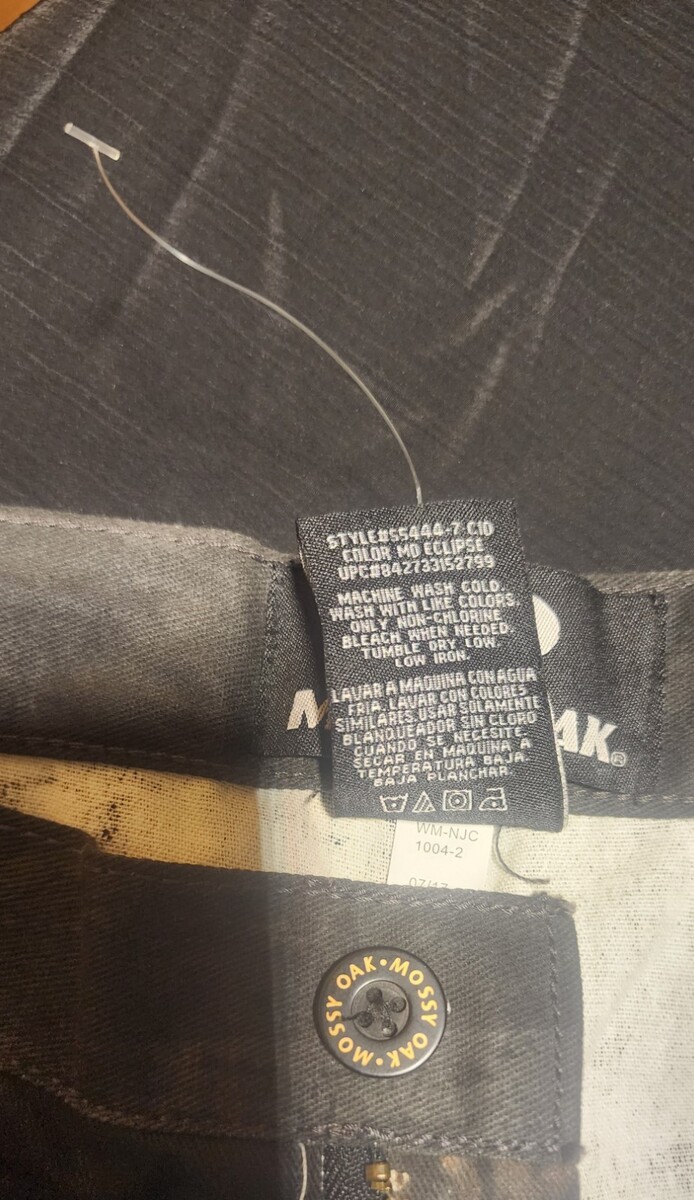 STYLE#55444-7-C10
COLOR MO ECLIPSE
UPC#842733152799
MACHINE WASH COLD.
WASH WITH LIKE COLORS.
ONLY NON-CHLORINE
BLEACH WHEN NEEDED.
TUMBLE DRY LOW.
LOW IRON.
LAVAR A MAQUINA CON AGUA
FRIA. LAVAR CON COLORES
SIMILARES USAR SOLAMENTE
BLANQUEADOR SIN CLORO
CUANDO SE NECESITE.
SECAR EN MAQUINA A
TEMPERATURA BAJA.
BAJA PLANCHAR.
M
AK®
WM-NJC
1004-2
07/17
MOSSY OAK • MOSSY OAK •